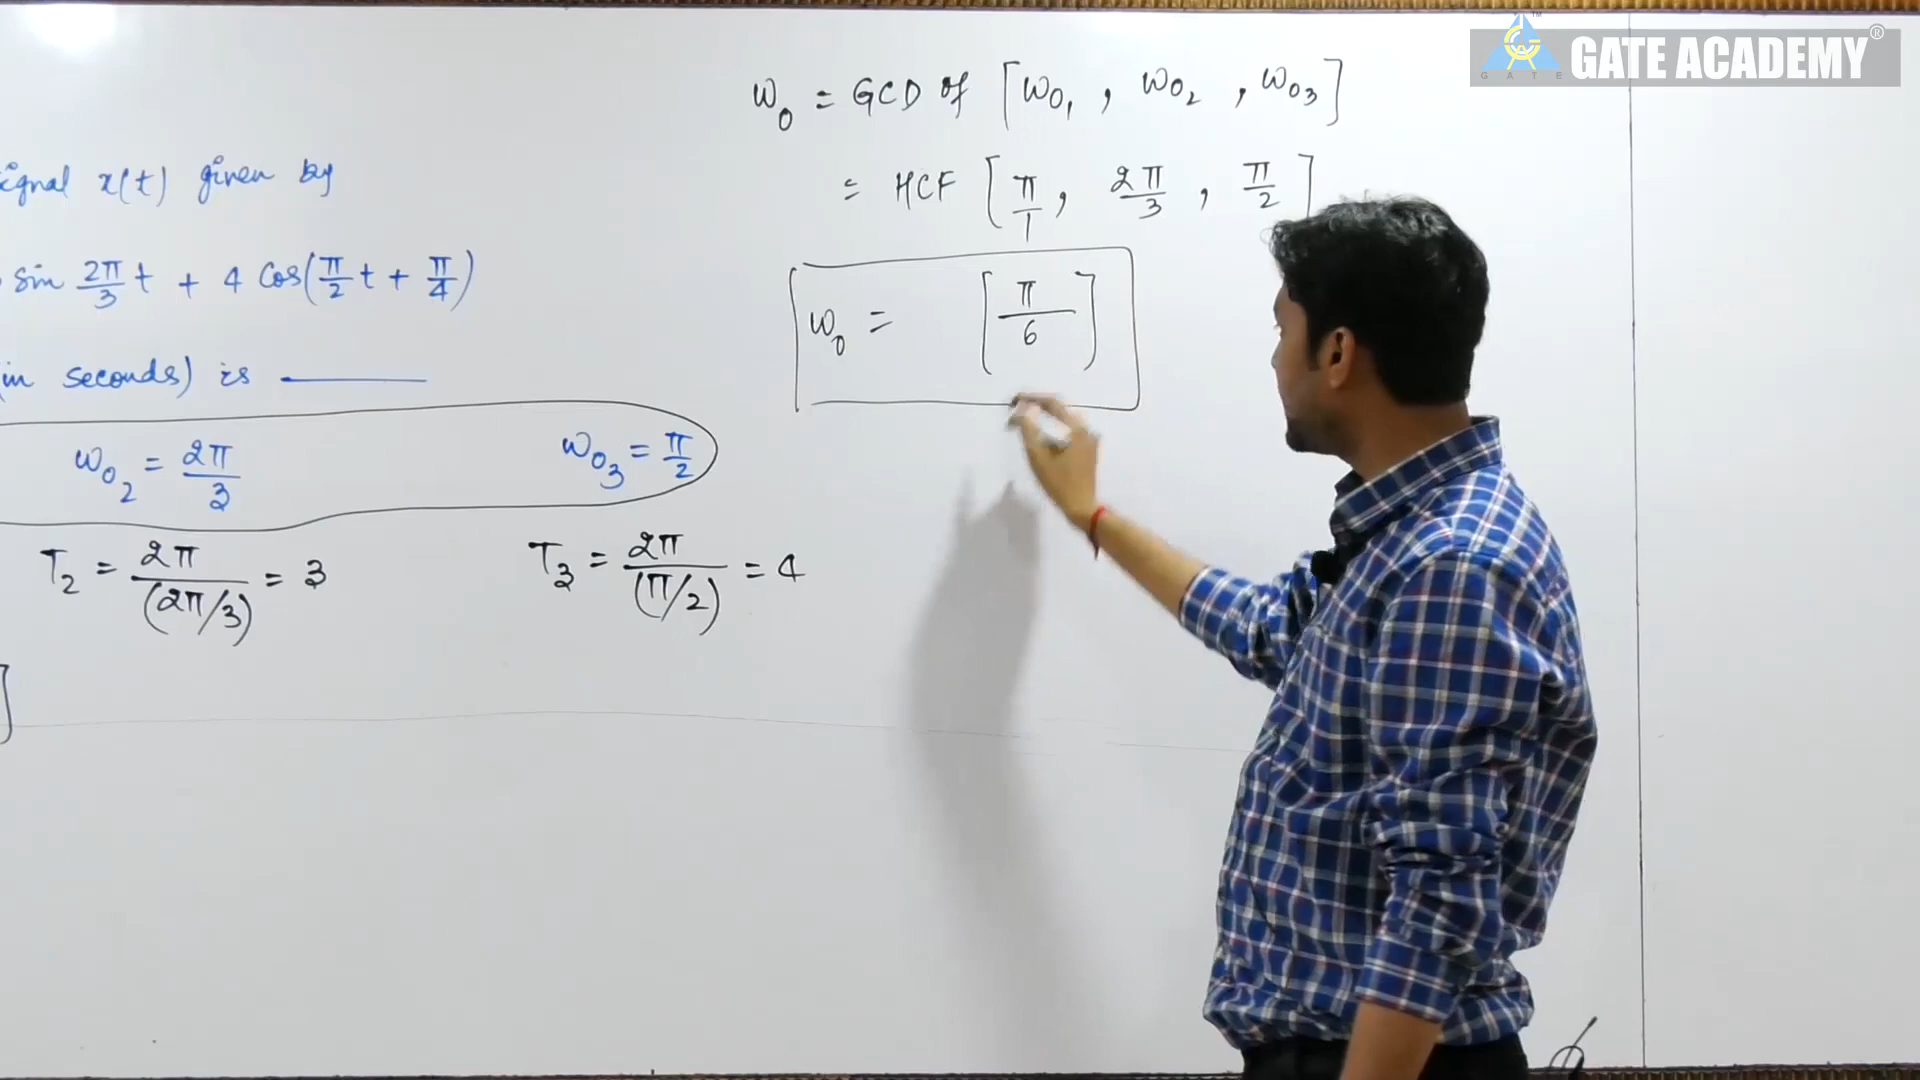 GATE ACADEMY®
G A T E
TM
ω₀ = GCD of [ω₀₁, ω₀₂, ω₀₃]
= HCF [π/1, 2π/3, π/2]
ω₀ = [π/6]
ignal x(t) given by
sin 2π/3 t + 4 cos(π/2 t + π/4)
in seconds) is ______
ω₀₂ = 2π/3 ω₀₃ = π/2
T₂ = 2π/(2π/3) = 3 T₃ = 2π/(π/2) = 4
]